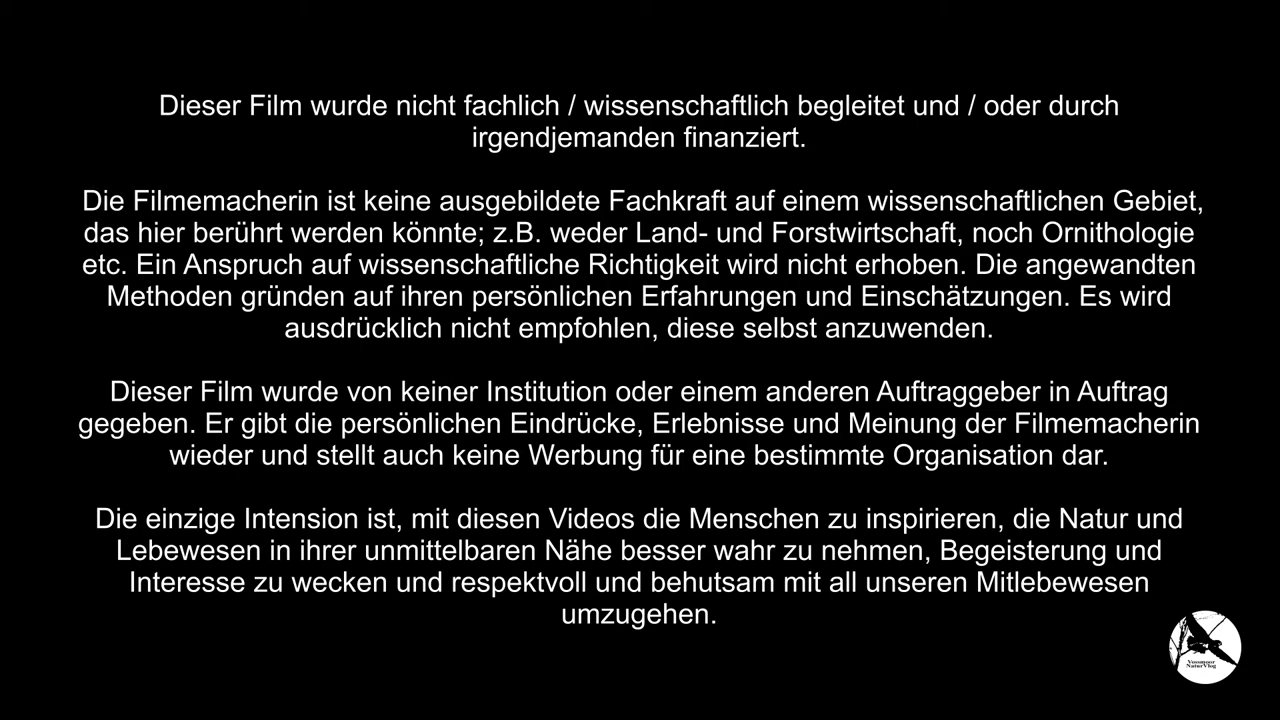 Dieser Film wurde nicht fachlich / wissenschaftlich begleitet und / oder durch
irgendjemanden finanziert.
Die Filmemacherin ist keine ausgebildete Fachkraft auf einem wissenschaftlichen Gebiet,
das hier berührt werden könnte; z.B. weder Land- und Forstwirtschaft, noch Ornithologie
etc. Ein Anspruch auf wissenschaftliche Richtigkeit wird nicht erhoben. Die angewandten
Methoden gründen auf ihren persönlichen Erfahrungen und Einschätzungen. Es wird
ausdrücklich nicht empfohlen, diese selbst anzuwenden.
Dieser Film wurde von keiner Institution oder einem anderen Auftraggeber in Auftrag
gegeben. Er gibt die persönlichen Eindrücke, Erlebnisse und Meinung der Filmemacherin
wieder und stellt auch keine Werbung für eine bestimmte Organisation dar.
Die einzige Intension ist, mit diesen Videos die Menschen zu inspirieren, die Natur und
Lebewesen in ihrer unmittelbaren Nähe besser wahr zu nehmen, Begeisterung und
Interesse zu wecken und respektvoll und behutsam mit all unseren Mitlebewesen
umzugehen.
Vossmoor
NaturVlog